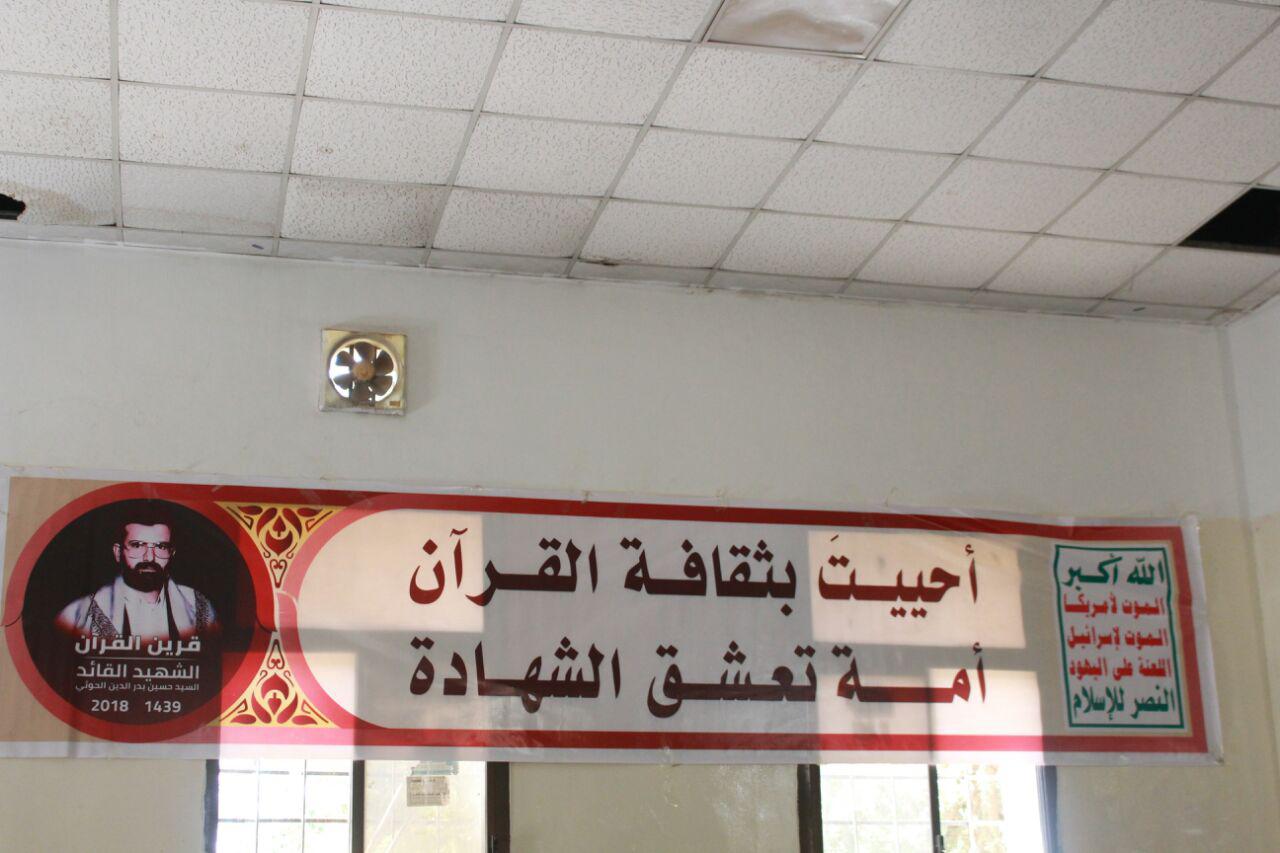 أحييتَ بثقافة القرآن
أمة تعشق الشهادة
الله أكبر
الموت لأمريكا
الموت لإسرائيل
اللعنة على اليهود
النصر للإسلام
قرين القرآن
الشهيد القائد
السيد حسين بدر الدين الحوثي
2018 1439